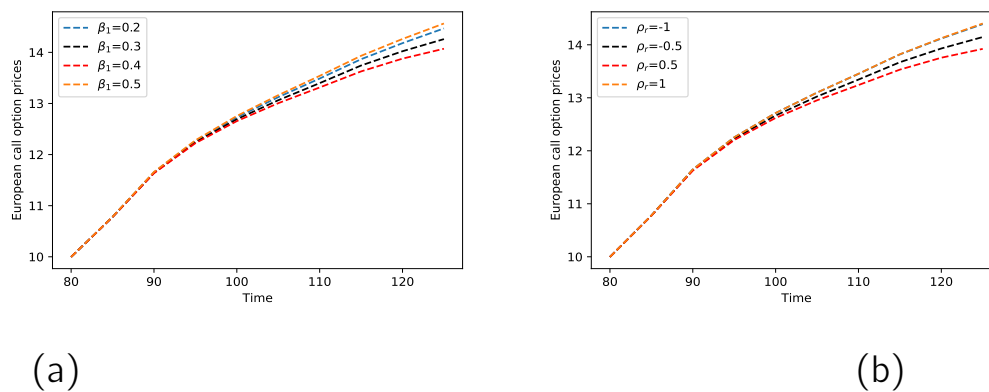 β₁=0.2
β₁=0.3
β₁=0.4
β₁=0.5
14
13
12
11
10
European call option prices
80 90 100 110 120
Time
(a)
ρᵣ=-1
ρᵣ=-0.5
ρᵣ=0.5
ρᵣ=1
14
13
12
11
10
European call option prices
80 90 100 110 120
Time
(b)